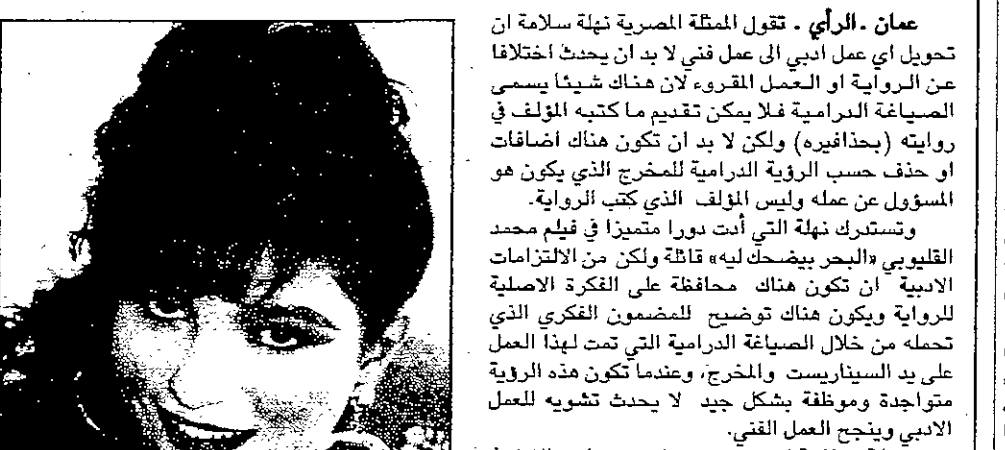 عمان ـ الرأي ـ تقول الممثلة المصرية نهلة سلامة ان
تحويل اي عمل ادبي الى عمل فني لا بد ان يحدث اختلافا
عن الرواية او العمل المقروء لان هناك شيئا يسمى
الصياغة الدرامية فلا يمكن تقديم ما كتبه المؤلف في
روايته (بحذافيره) ولكن لا بد ان تكون هناك اضافات
او حذف حسب الرؤية الدرامية للمخرج الذي يكون هو
المسؤول عن عمله وليس المؤلف الذي كتب الرواية.
وتستدرك نهلة التي أدت دورا متميزا في فيلم محمد
القليوبي «البحر بيضحك ليه» قائلة ولكن من الالتزامات
الادبية ان تكون هناك محافظة على الفكرة الاصلية
للرواية ويكون هناك توضيح للمضمون الفكري الذي
تحمله من خلال الصياغة الدرامية التي تمت لهذا العمل
على يد السيناريست والمخرج، وعندما تكون هذه الرؤية
متواجدة وموظفة بشكل جيد لا يحدث تشويه للعمل
الادبي وينجح العمل الفني.